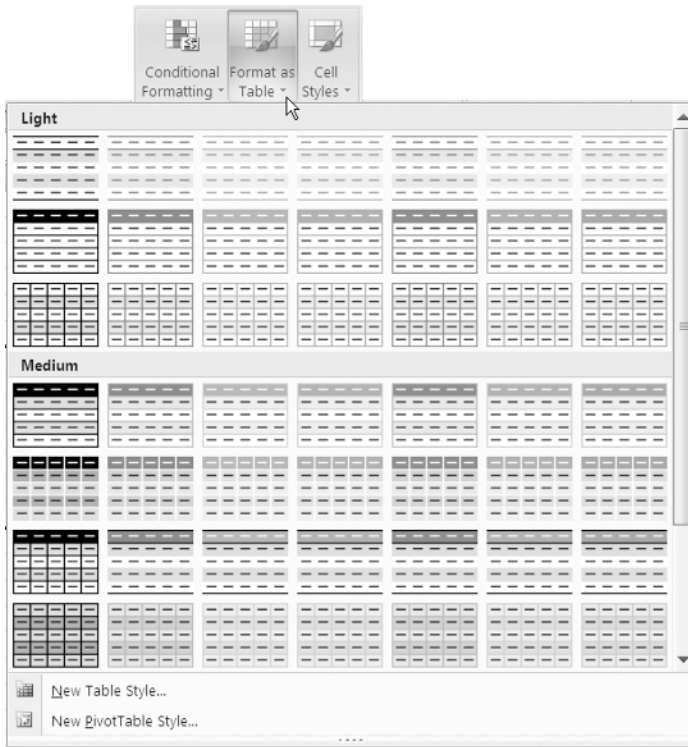 Conditional Format as Cell
Formatting Table Styles
Light
Medium
New Table Style...
New PivotTable Style...